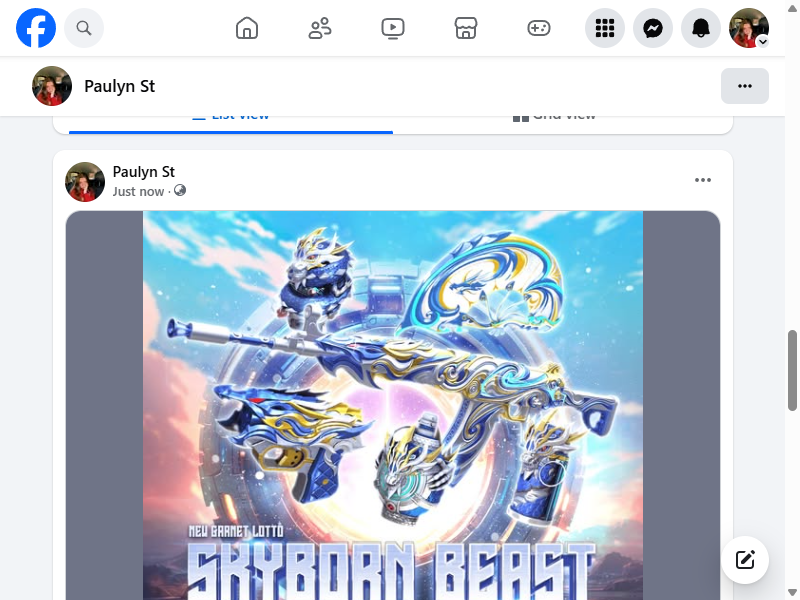 Paulyn St
List view
Grid view
Paulyn St
Just now ·
NEW GARNET LOTTO
SKYBORN BEAST